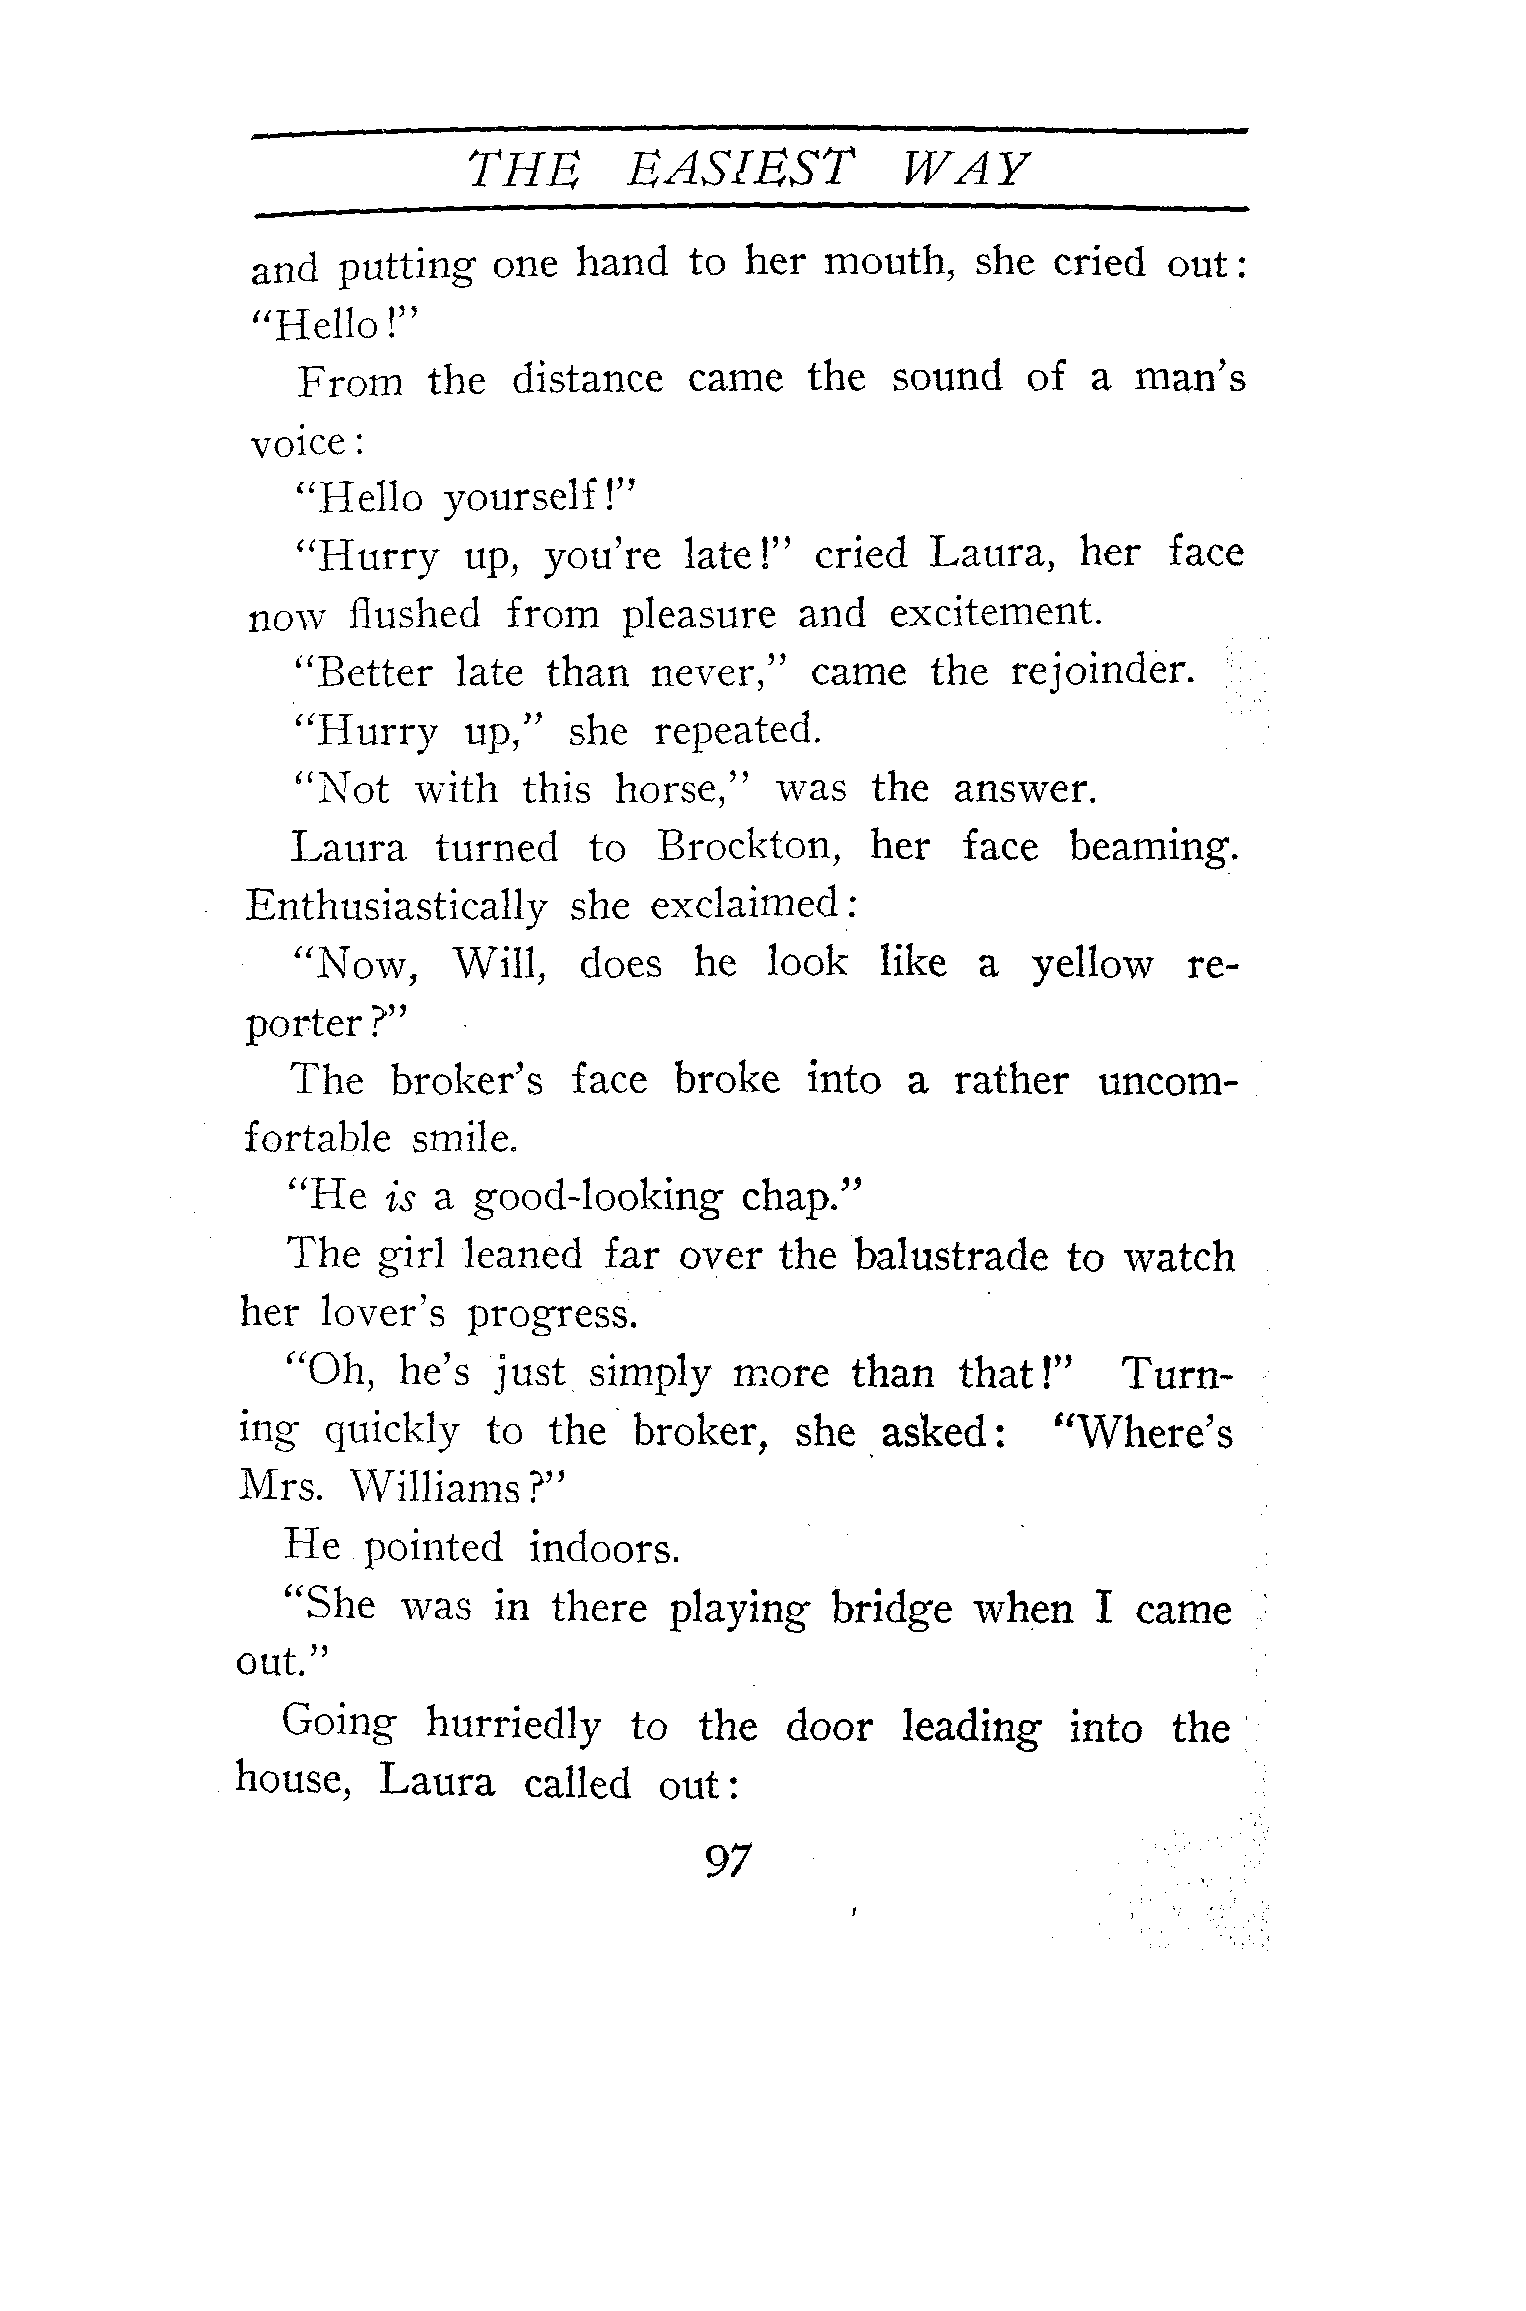 THE EASIEST WAY
and putting one hand to her mouth, she cried out:
“Hello!”
From the distance came the sound of a man’s
voice:
“Hello yourself!”
“Hurry up, you’re late!” cried Laura, her face
now flushed from pleasure and excitement.
“Better late than never,” came the rejoinder.
“Hurry up,” she repeated.
“Not with this horse,” was the answer.
Laura turned to Brockton, her face beaming.
Enthusiastically she exclaimed:
“Now, Will, does he look like a yellow re-
porter?”
The broker’s face broke into a rather uncom-
fortable smile.
“He is a good-looking chap.”
The girl leaned far over the balustrade to watch
her lover’s progress.
“Oh, he’s just simply more than that!” Turn-
ing quickly to the broker, she asked: “Where’s
Mrs. Williams?”
He pointed indoors.
“She was in there playing bridge when I came
out.”
Going hurriedly to the door leading into the
house, Laura called out:
97